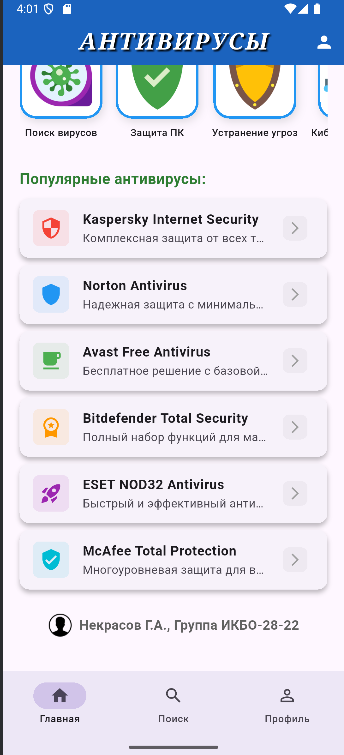 4:01
АНТИВИРУСЫ
Поиск вирусов
Защита ПК
Устранение угроз
Киб
Популярные антивирусы:
Kaspersky Internet Security
Комплексная защита от всех т...
Norton Antivirus
Надежная защита с минималь...
Avast Free Antivirus
Бесплатное решение с базовой...
Bitdefender Total Security
Полный набор функций для ма...
ESET NOD32 Antivirus
Быстрый и эффективный анти...
McAfee Total Protection
Многоуровневая защита для в...
Некрасов Г.А., Группа ИКБО-28-22
Главная
Поиск
Профиль